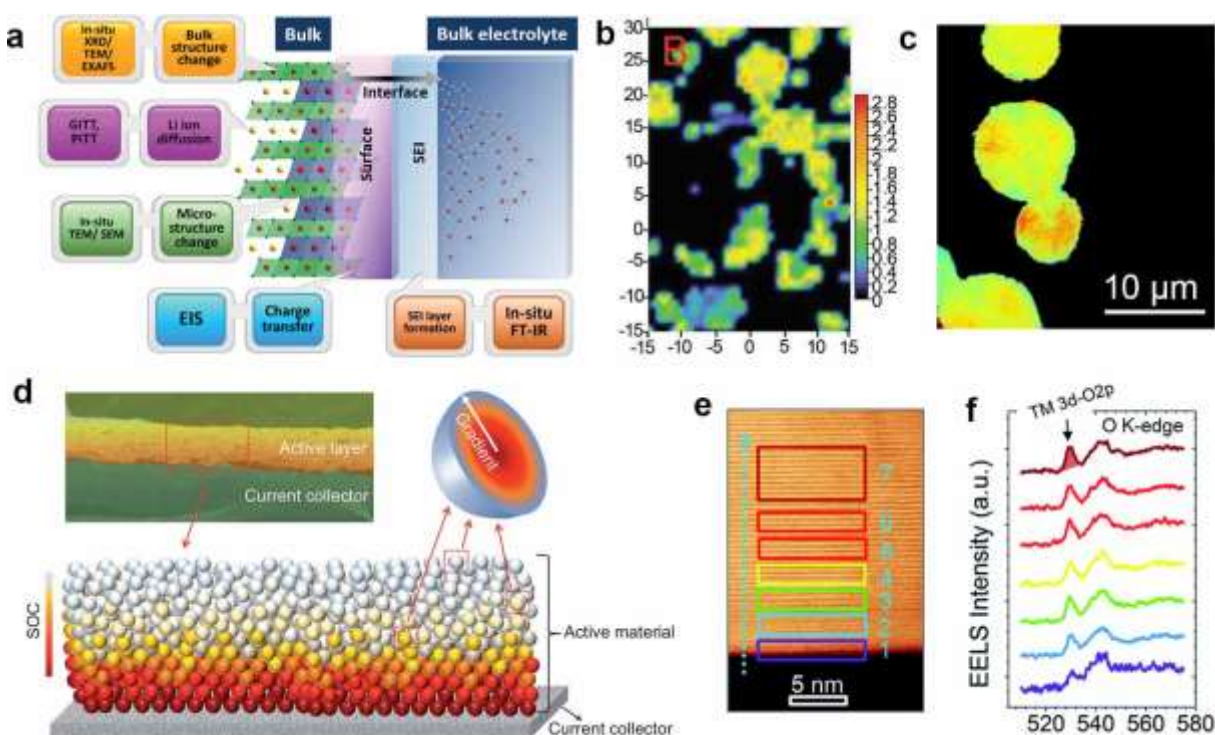 a
In-situ
XRD/
TEM/
EXAFS
Bulk
structure
change
Bulk
Bulk electrolyte
GITT,
PITT
Li ion
diffusion
Interface
Surface
SEI
In-situ
TEM/ SEM
Micro-
structure
change
EIS
Charge
transfer
SEI layer
formation
In-situ
FT-IR
b
B
30
25
20
15
10
5
0
-5
-10
-15
-15 -10 -5 0 5 10 15
2.8
2.6
2.4
2.2
2
1.8
1.6
1.4
1.2
1
0.8
0.6
0.4
0.2
0
c
10 µm
d
Active layer
Current collector
Gradient
SOC
Active material
Current collector
e
7
6
5
4
3
2
1
5 nm
f
TM 3d-O2p
O K-edge
EELS Intensity (a.u.)
520 540 560 580